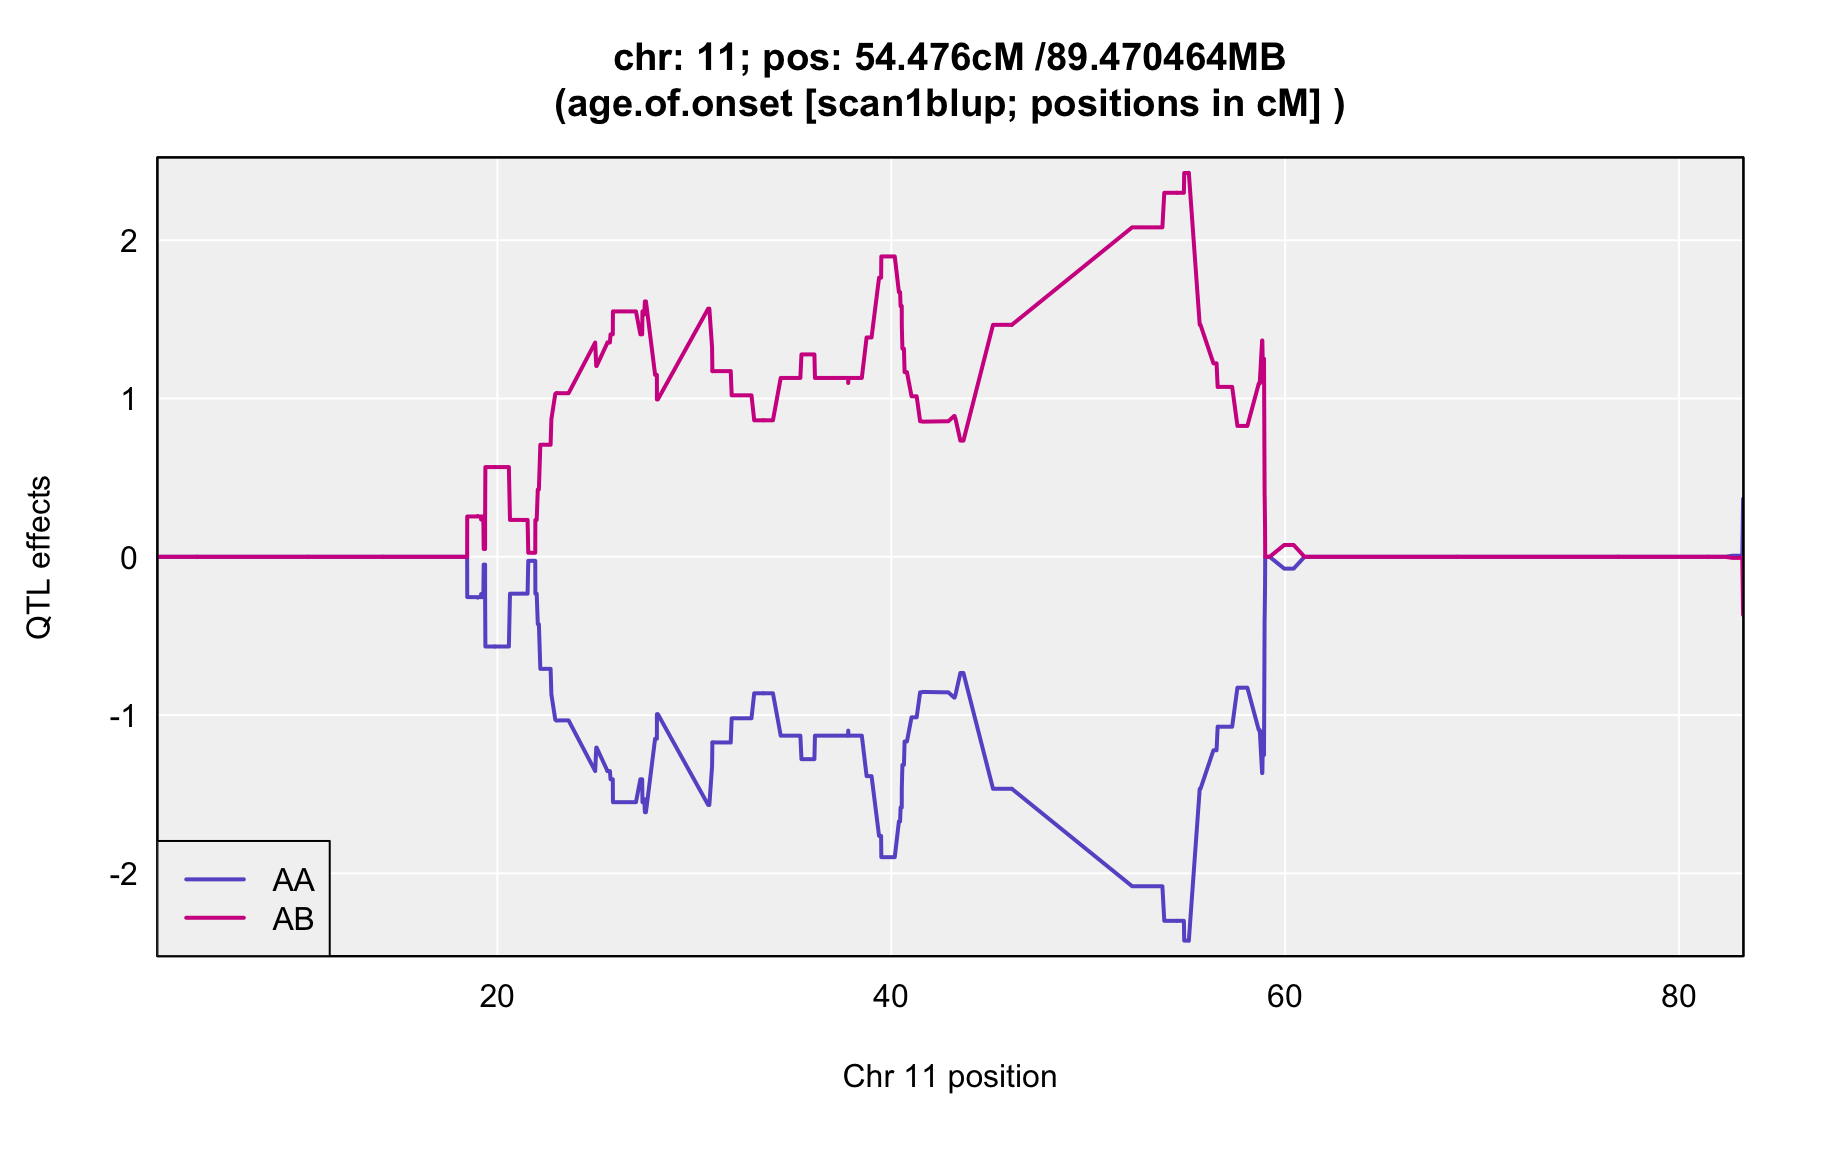 chr: 11; pos: 54.476cM /89.470464MB
(age.of.onset [scan1blup; positions in cM] )
QTL effects
2
1
0
-1
-2
AA
AB
20 40 60 80
Chr 11 position